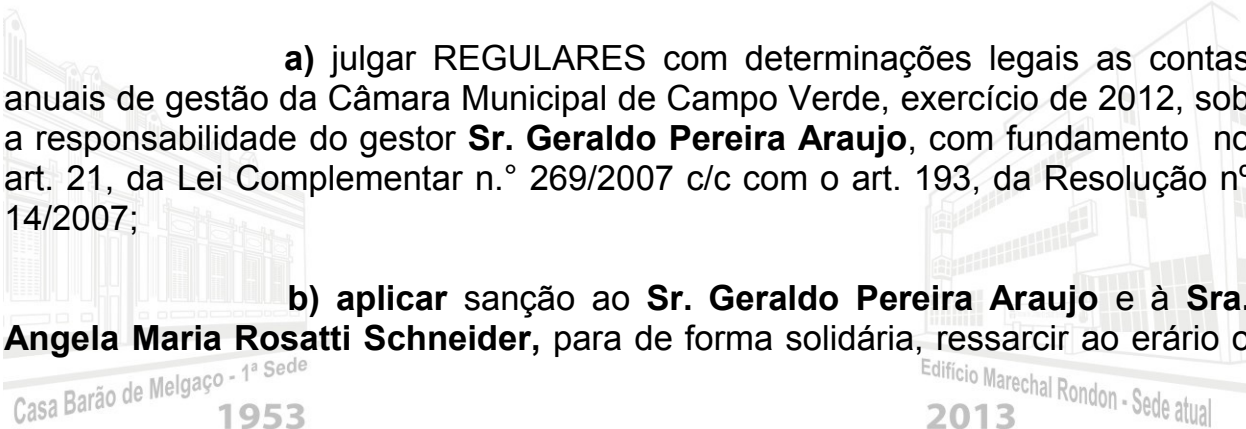 a) julgar REGULARES com determinações legais as contas
anuais de gestão da Câmara Municipal de Campo Verde, exercício de 2012, sob
a responsabilidade do gestor Sr. Geraldo Pereira Araujo, com fundamento no
art. 21, da Lei Complementar n.° 269/2007 c/c com o art. 193, da Resolução nº
14/2007;
b) aplicar sanção ao Sr. Geraldo Pereira Araujo e à Sra.
Angela Maria Rosatti Schneider, para de forma solidária, ressarcir ao erário o
Casa Barão de Melgaço - 1ª Sede
1953
Edifício Marechal Rondon - Sede atual
2013